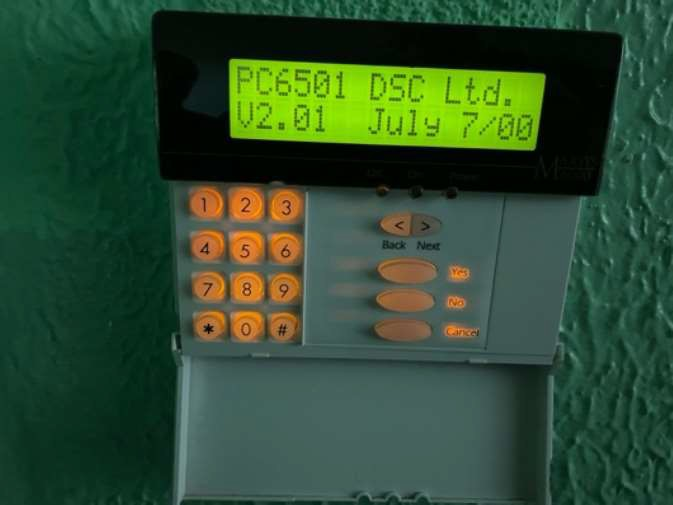 PC6501 DSC Ltd.
V2.01 July 7/00
1 2 3
< >
Back Next
4 5 6
Yes
7 8 9
No
* 0 #
Cancel